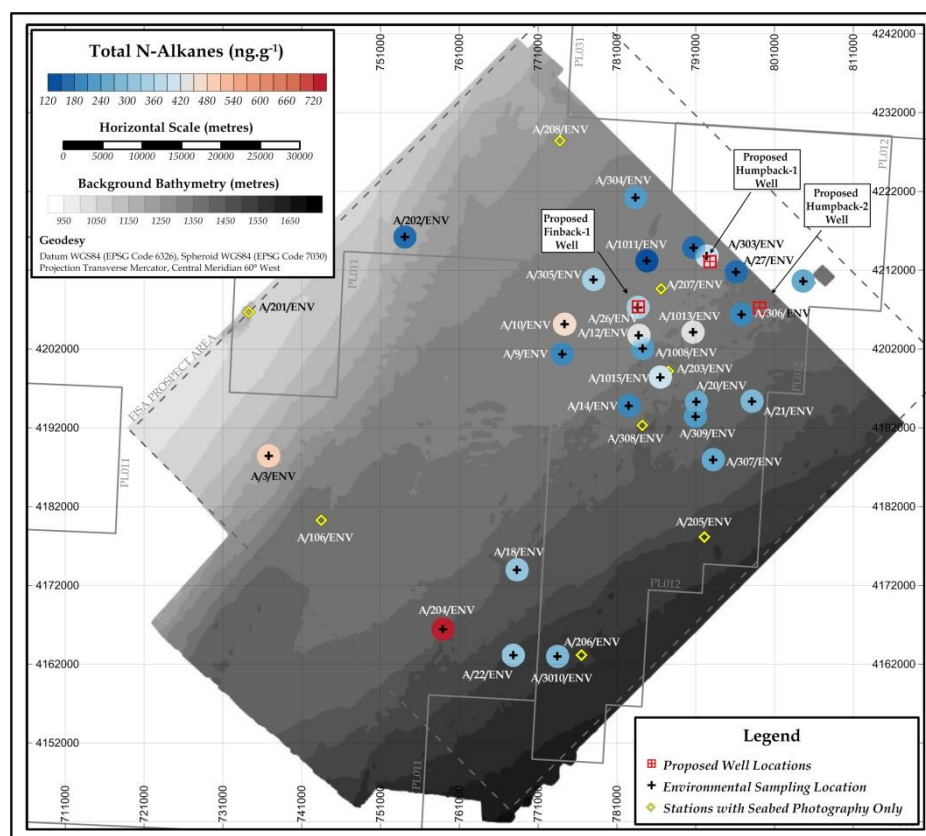 Total N-Alkanes (ng.g-1)
120 180 240 300 360 420 480 540 600 660 720
Horizontal Scale (metres)
0 5000 10000 15000 20000 25000 30000
Background Bathymetry (metres)
950 1050 1150 1250 1350 1450 1550 1650
Geodesy
Datum WGS84 (EPSG Code 6326), Spheroid WGS84 (EPSG Code 7030)
Projection Transverse Mercator, Central Meridian 60° West
751000 761000 771000 781000 791000 801000 811000
4242000
4232000
4222000
4212000
4202000
4192000
4182000
4172000
4162000
4152000
PL031
PL012
A/208/ENV
Proposed
Humpback-1
Well
A/304/ENV
Proposed
Humpback-2
Well
Proposed
Finback-1
Well
A/202/ENV
A/1011/ENV
A/303/ENV
A/27/ENV
PL011
A/305/ENV
A/207/ENV
A/201/ENV
A/26/ENV
A/1013/ENV
A/306/ENV
A/10/ENV
A/12/ENV
4202000
FISA PROSPECT AREA
A/9/ENV
A/1008/ENV
A/203/ENV
PL012
A/1015/ENV
A/20/ENV
A/14/ENV
A/21/ENV
4192000
A/308/ENV
A/309/ENV
PL011
A/3/ENV
A/307/ENV
4182000
A/106/ENV
A/205/ENV
A/18/ENV
4172000
PL012
A/204/ENV
A/206/ENV
4162000
A/22/ENV
A/3010/ENV
4152000
PL011
Legend
Proposed Well Locations
Environmental Sampling Location
Stations with Seabed Photography Only
711000 721000 731000 741000 751000 761000 771000 781000